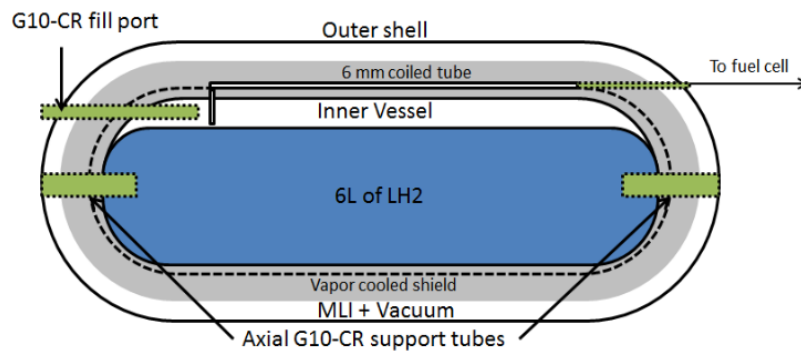 G10-CR fill port
Outer shell
6 mm coiled tube
To fuel cell
Inner Vessel
6L of LH2
Vapor cooled shield
MLI + Vacuum
Axial G10-CR support tubes